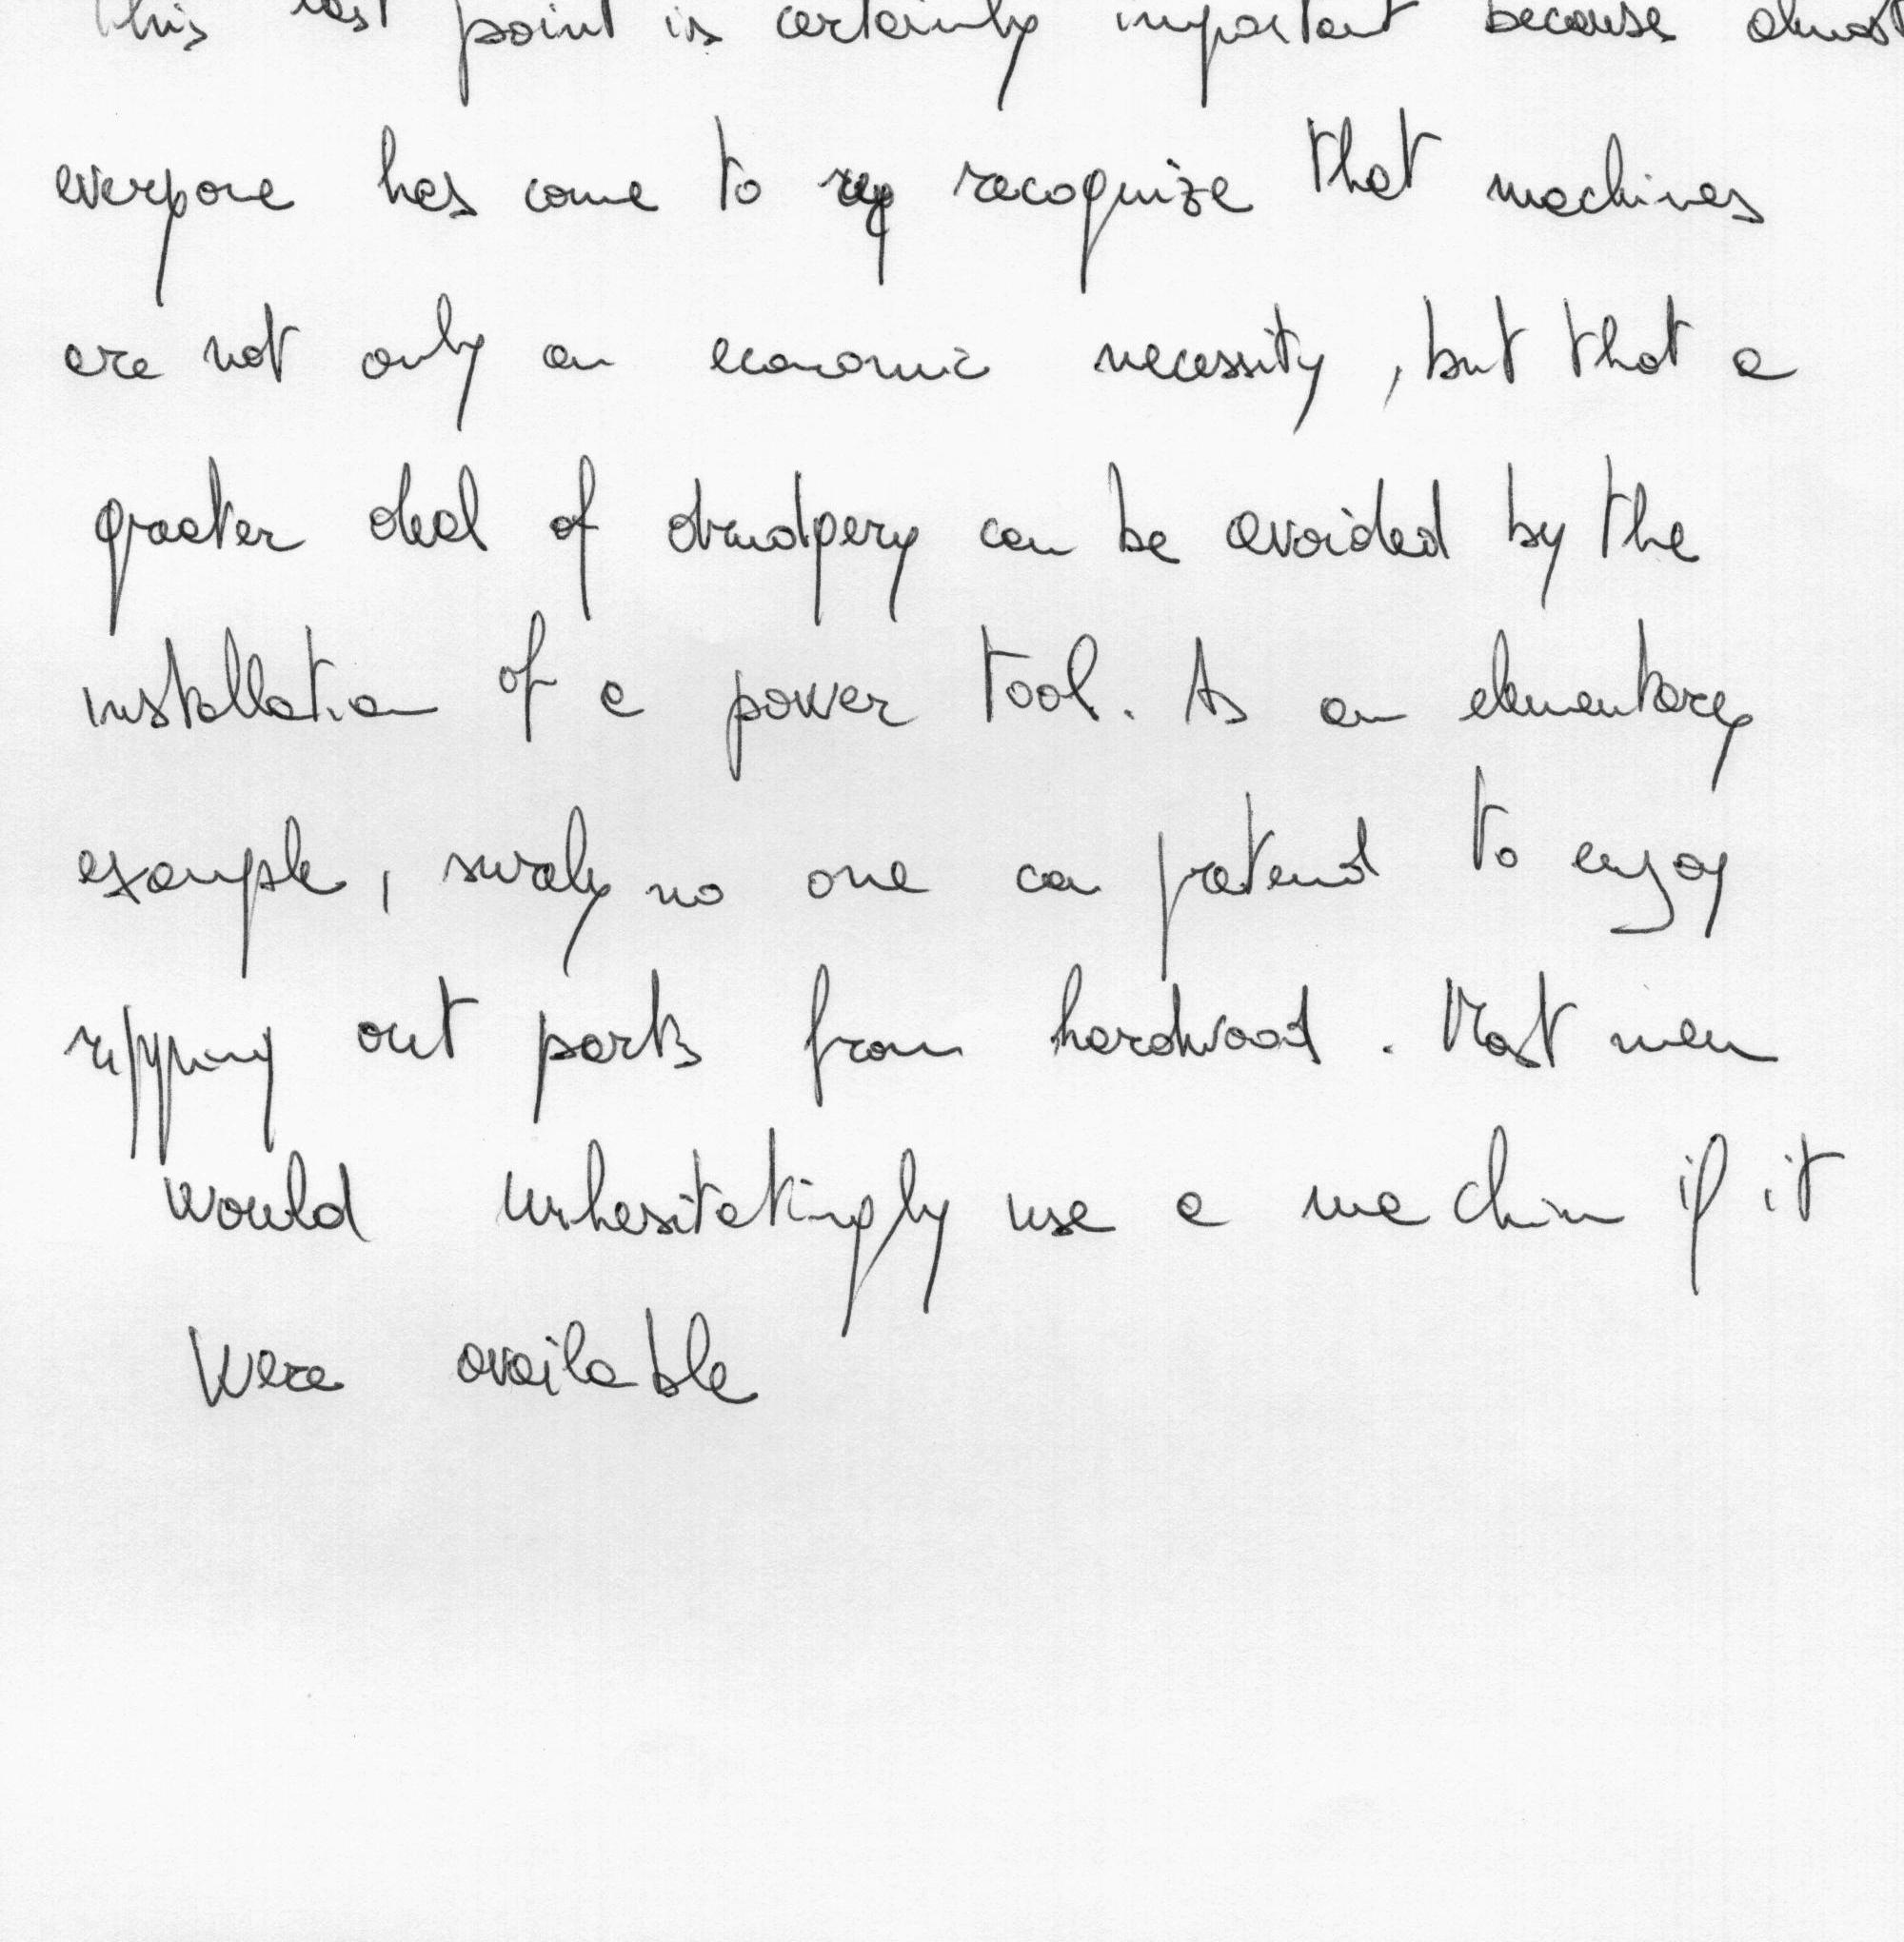 This last point is certainly important because almost
everyone has come to recognize that machines
are not only an economic necessity, but that a
greater deal of drudgery can be avoided by the
installation of a power tool. As an elementary
example, surely no one can pretend to enjoy
ripping out parts from hardwood. Most men
would unhesitatingly use a machine if it
were available